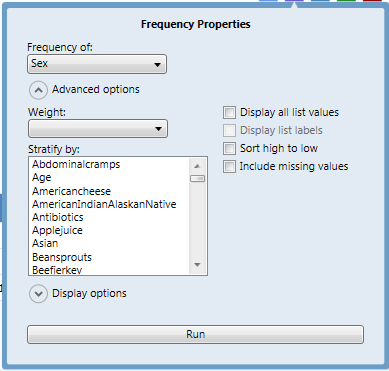 Frequency Properties
Frequency of:
Sex
Advanced options
Weight:
Display all list values
Display list labels
Sort high to low
Include missing values
Stratify by:
Abdominalcramps
Age
Americancheese
AmericanIndianAlaskanNative
Antibiotics
Applejuice
Asian
Beansprouts
Beefjerkey
Display options
Run